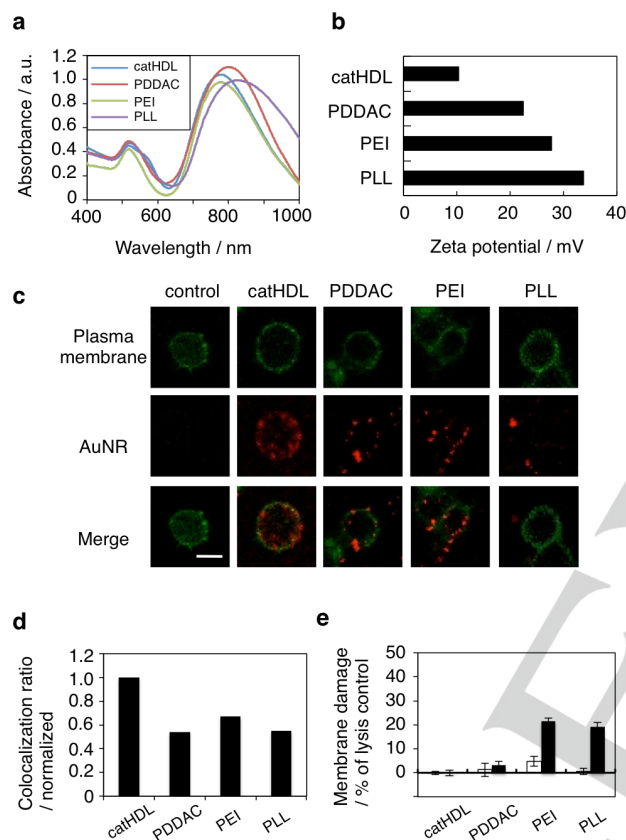 a
Absorbance / a.u.
1.2
1.0
0.8
0.6
0.4
0.2
0
400
600
800
1000
Wavelength / nm
catHDL
PDDAC
PEI
PLL
b
catHDL
PDDAC
PEI
PLL
0
10
20
30
40
Zeta potential / mV
c
control
catHDL
PDDAC
PEI
PLL
Plasma
membrane
AuNR
Merge
d
Colocalization ratio
/ normalized
1.2
1.0
0.8
0.6
0.4
0.2
0
catHDL
PDDAC
PEI
PLL
e
Membrane damage
/ % of lysis control
50
40
30
20
10
0
catHDL
PDDAC
PEI
PLL